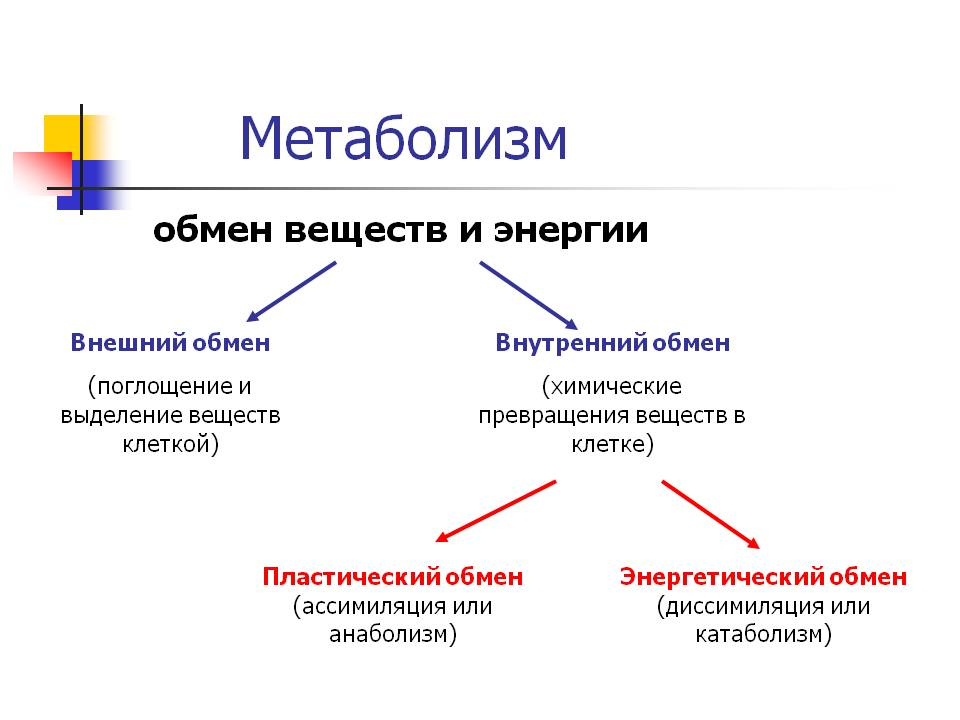 Метаболизм
обмен веществ и энергии
Внешний обмен
(поглощение и
выделение веществ
клеткой)
Внутренний обмен
(химические
превращения веществ в
клетке)
Пластический обмен
(ассимиляция или
анаболизм)
Энергетический обмен
(диссимиляция или
катаболизм)